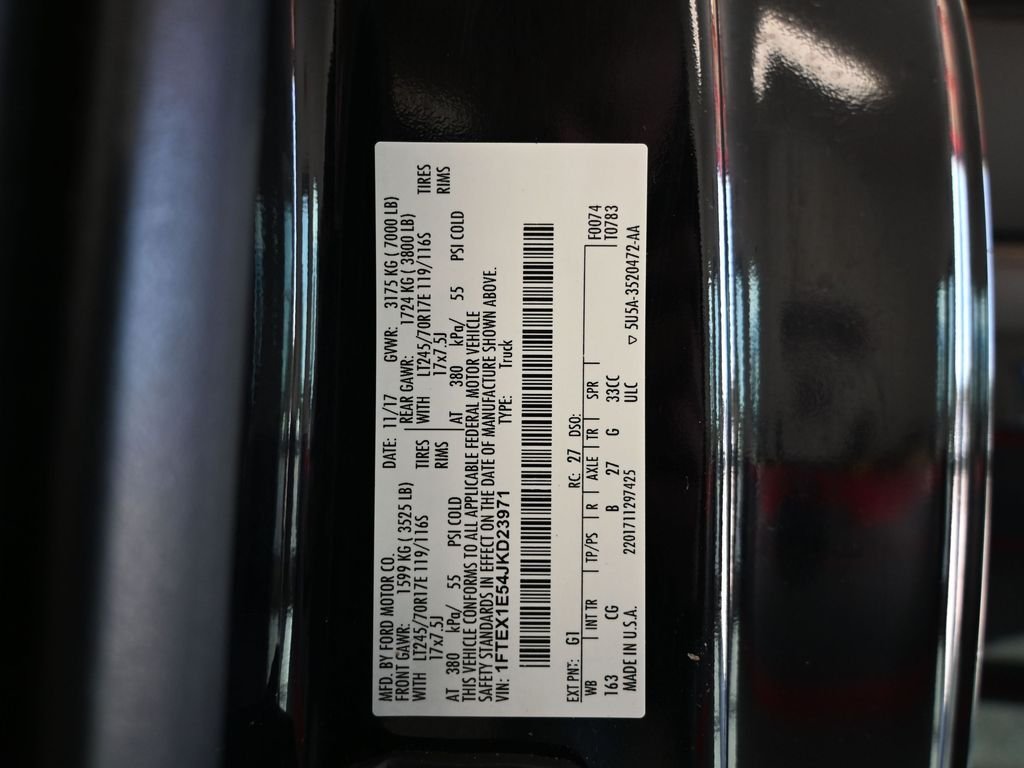 MFD. BY FORD MOTOR CO. DATE: 11/17 GVWR: 3175 KG ( 7000 LB)
FRONT GAWR: 1599 KG ( 3525 LB) REAR GAWR: 1724 KG ( 3800 LB)
WITH LT245/70R17E 119/116S TIRES WITH LT245/70R17E 119/116S TIRES
17x7.5J RIMS 17x7.5J RIMS
AT 380 kPa/ 55 PSI COLD AT 380 kPa/ 55 PSI COLD
THIS VEHICLE CONFORMS TO ALL APPLICABLE FEDERAL MOTOR VEHICLE
SAFETY STANDARDS IN EFFECT ON THE DATE OF MANUFACTURE SHOWN ABOVE.
VIN: 1FTEX1E54JKD23971 TYPE: Truck
EXT PNT: G1 RC: 27 DSO:
WB INT TR TP/PS R AXLE TR SPR F0074
163 CG B 27 G 33CC T0783
MADE IN U.S.A. 2201711297425 ULC ▽ 5U5A-3520472-AA